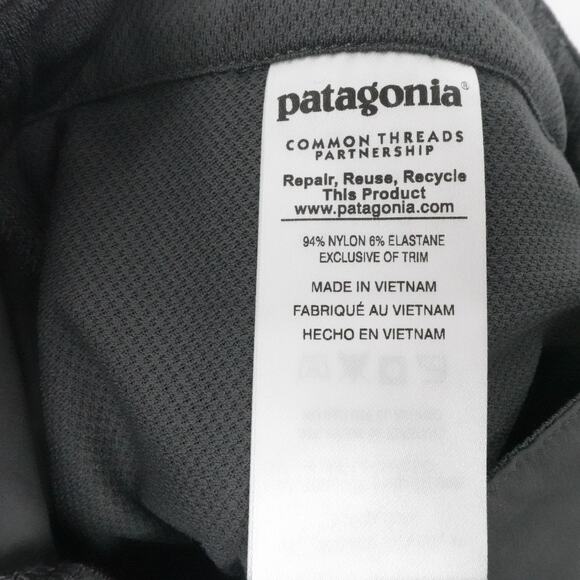 patagonia®
COMMON THREADS
PARTNERSHIP
Repair, Reuse, Recycle
This Product
www.patagonia.com
94% NYLON 6% ELASTANE
EXCLUSIVE OF TRIM
MADE IN VIETNAM
FABRIQUÉ AU VIETNAM
HECHO EN VIETNAM